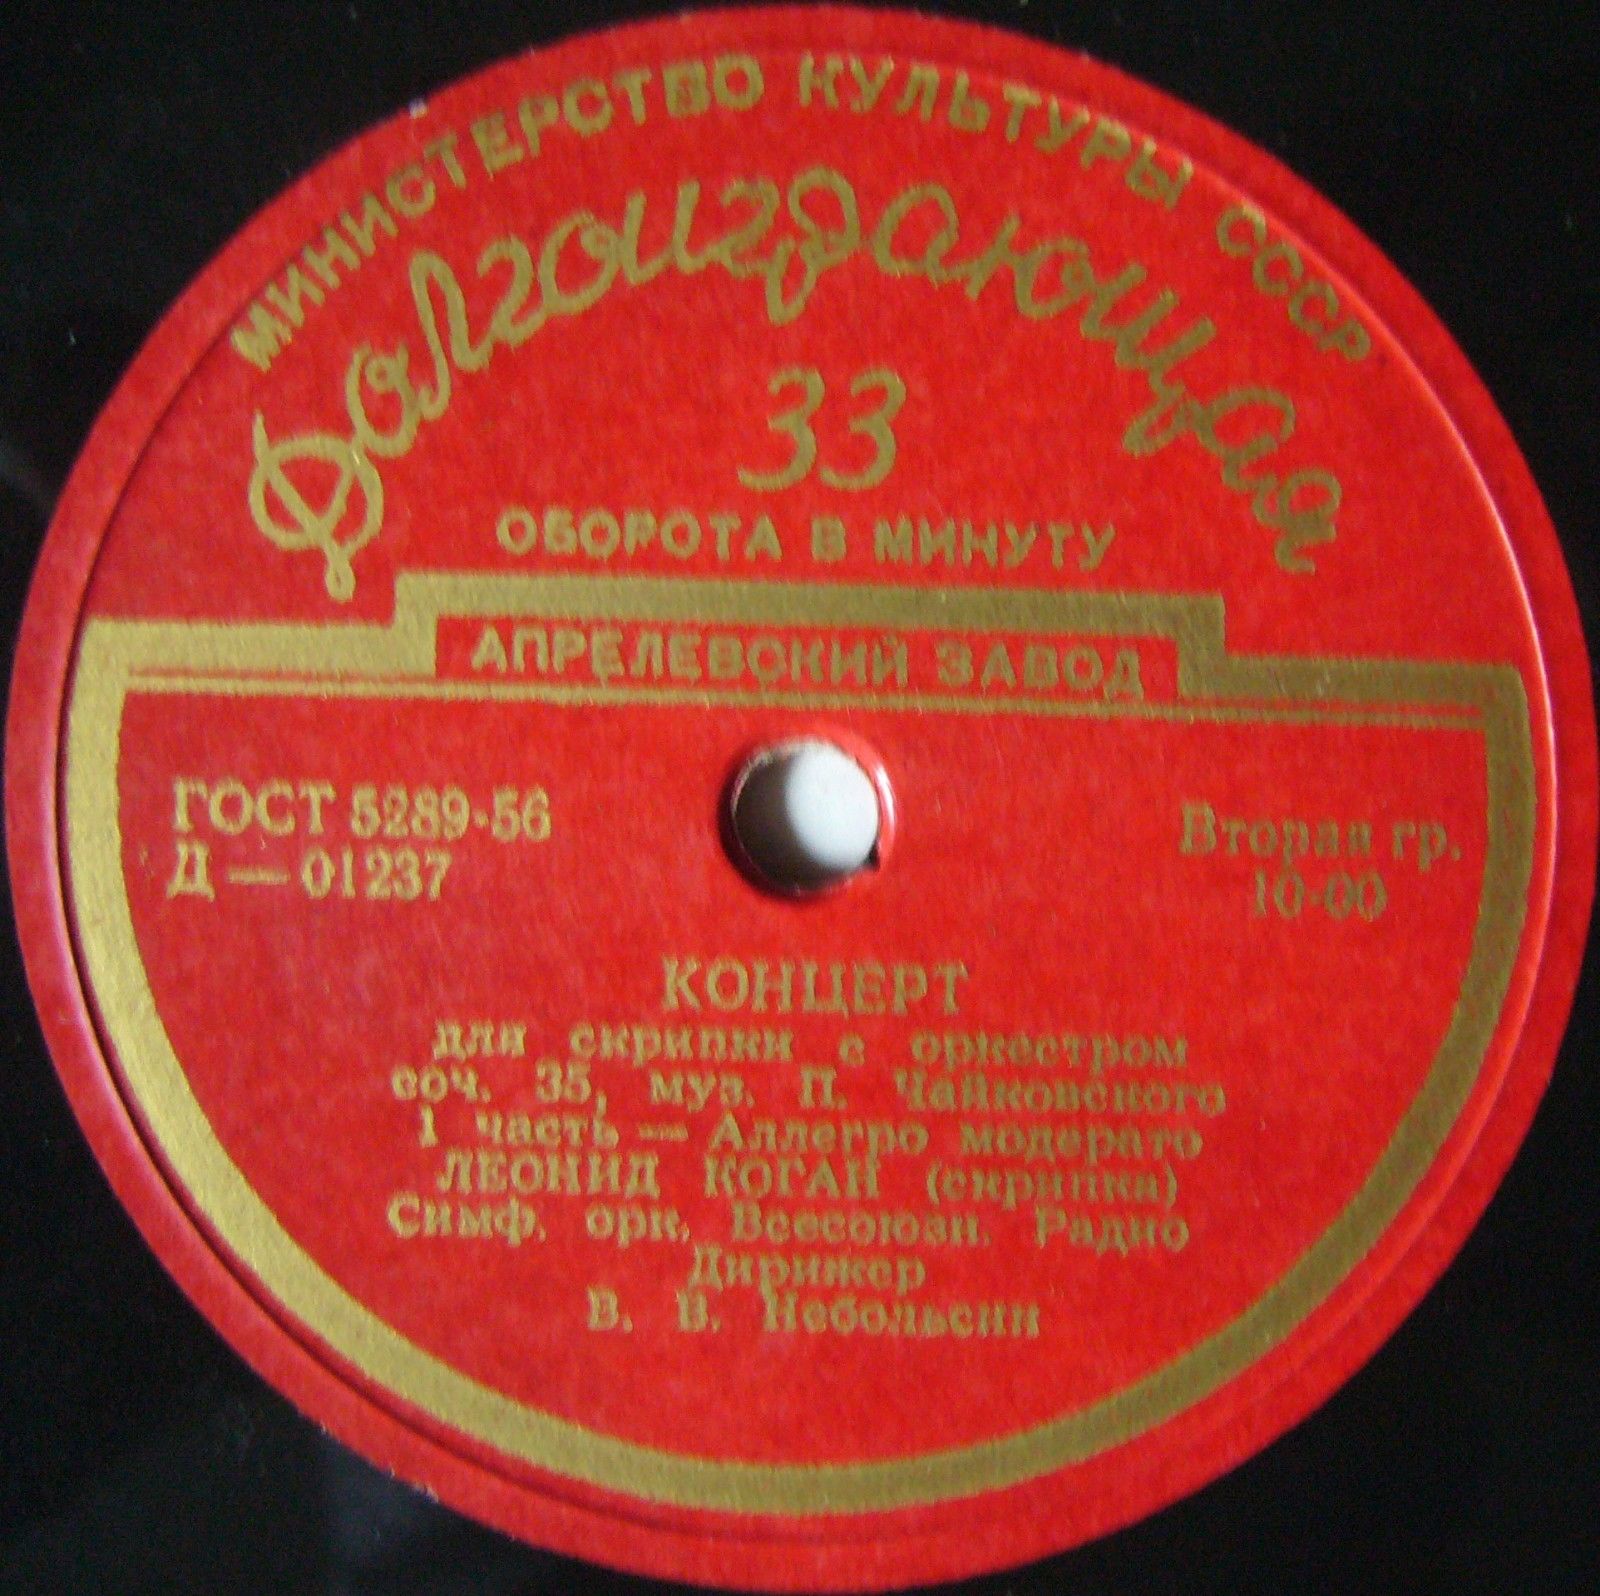 МИНИСТЕРСТВО КУЛЬТУРЫ СССР
Долгоиграющая
33
ОБОРОТА В МИНУТУ
АПРЕЛЕВСКИЙ ЗАВОД
ГОСТ 5289-56
Д — 01237
Вторая гр.
10-00
КОНЦЕРТ
для скрипки с оркестром
соч. 35, муз. П. Чайковского
1 часть — Аллегро модерато
ЛЕОНИД КОГАН (скрипка)
Симф. орк. Всесоюзн. Радио
Дирижер
В. В. Небольсин